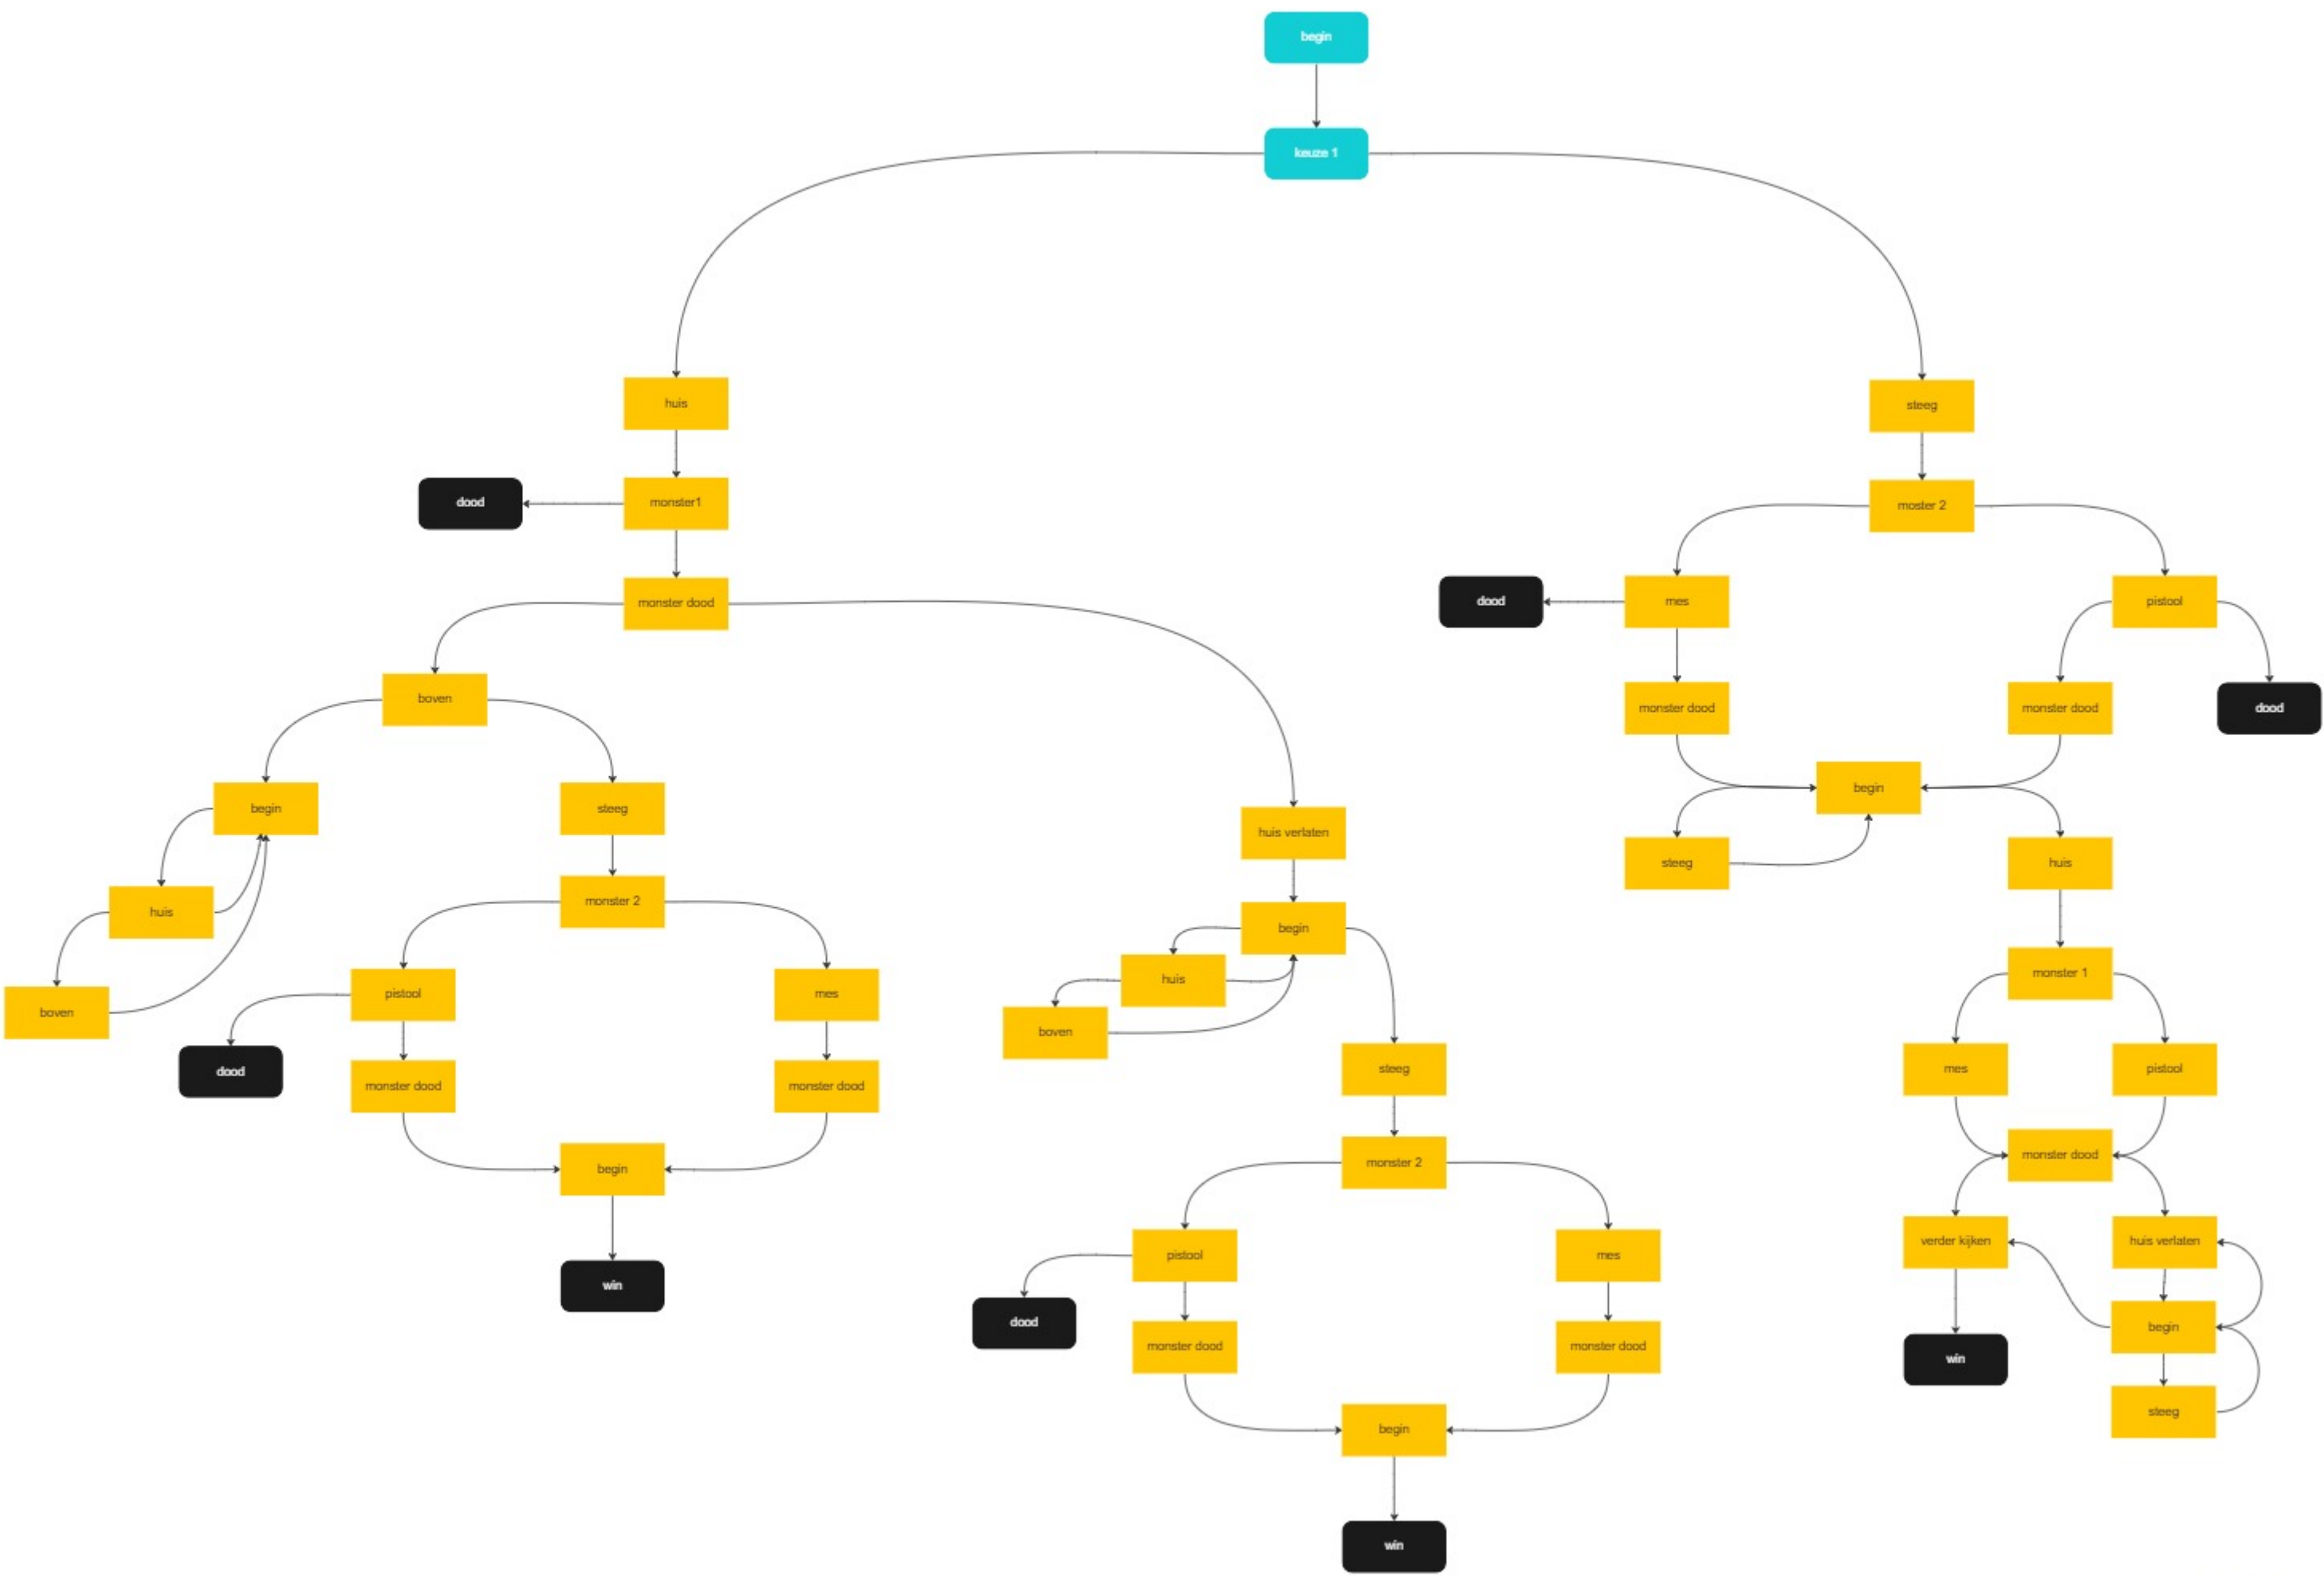 begin
keuze 1
huis
steeg
dood
monster1
moster 2
monster dood
dood
mes
pistool
boven
monster dood
monster dood
dood
begin
steeg
begin
huis verlaten
steeg
huis
huis
monster 2
begin
huis
monster 1
boven
pistool
mes
boven
dood
steeg
mes
pistool
monster dood
monster dood
begin
monster 2
monster dood
pistool
mes
verder kijken
huis verlaten
win
dood
begin
monster dood
monster dood
win
steeg
begin
win